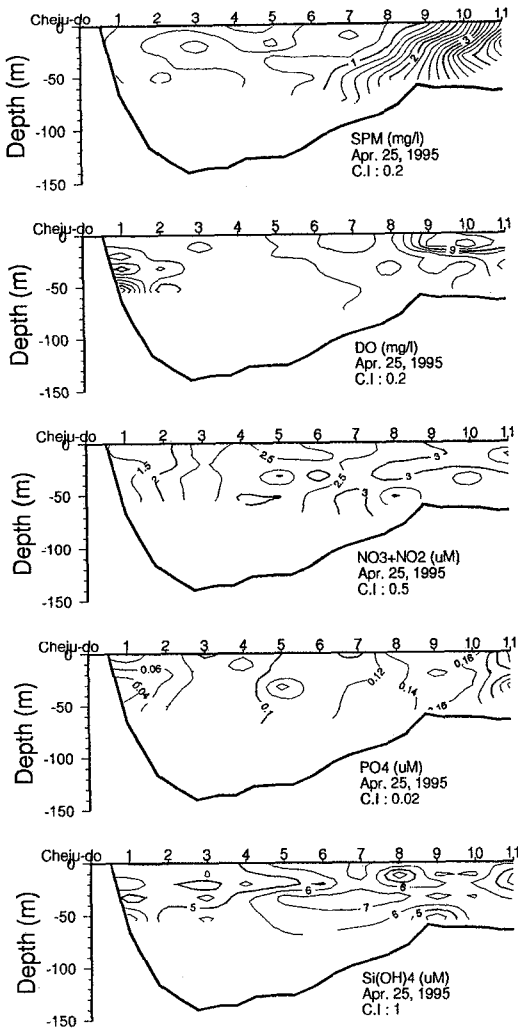 Cheju-do 1 2 3 4 5 6 7 8 9 10 11
0
-50
-100
-150
Depth (m)
1
2
3
SPM (mg/l)
Apr. 25, 1995
C.I : 0.2
Cheju-do 1 2 3 4 5 6 7 8 9 10 11
0
-50
-100
-150
Depth (m)
9
DO (mg/l)
Apr. 25, 1995
C.I : 0.2
Cheju-do 1 2 3 4 5 6 7 8 9 10 11
0
-50
-100
-150
Depth (m)
1.5
2
2.5
2.5
3
3
3
NO3+NO2 (uM)
Apr. 25, 1995
C.I : 0.5
Cheju-do 1 2 3 4 5 6 7 8 9 10 11
0
-50
-100
-150
Depth (m)
0.06
0.04
0.1
0.12
0.14
0.16
0.16
PO4 (uM)
Apr. 25, 1995
C.I : 0.02
Cheju-do 1 2 3 4 5 6 7 8 9 10 11
0
-50
-100
-150
Depth (m)
5
6
6
7
6
5
Si(OH)4 (uM)
Apr. 25, 1995
C.I : 1